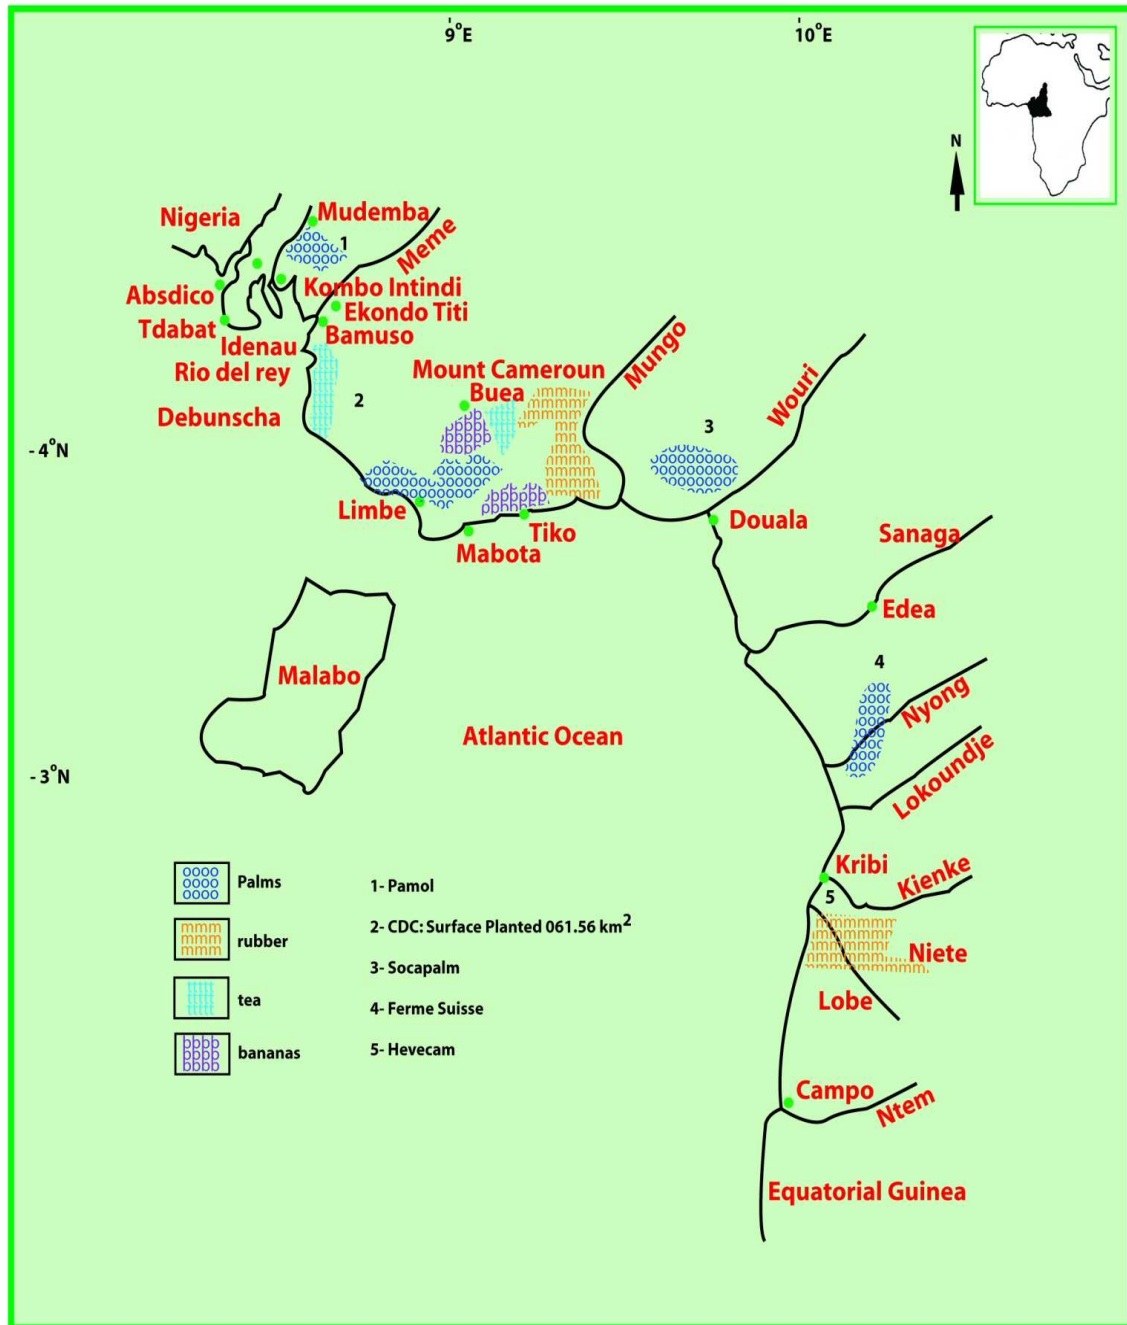 9°E
10°E
N
Nigeria
Mudemba
1
Meme
Absdico
Kombo Intindi
Tdabat
Ekondo Titi
Idenau
Bamuso
Rio del rey
Mount Cameroun
Mungo
Buea
Wouri
Debunscha
2
3
- 4°N
Limbe
Tiko
Douala
Mabota
Sanaga
Edea
4
Malabo
Nyong
Atlantic Ocean
Lokoundje
- 3°N
Kribi
Kienke
5
Niete
Lobe
Campo
Ntem
Equatorial Guinea
Palms
rubber
tea
bananas
1- Pamol
2- CDC: Surface Planted 061.56 km²
3- Socapalm
4- Ferme Suisse
5- Hevecam